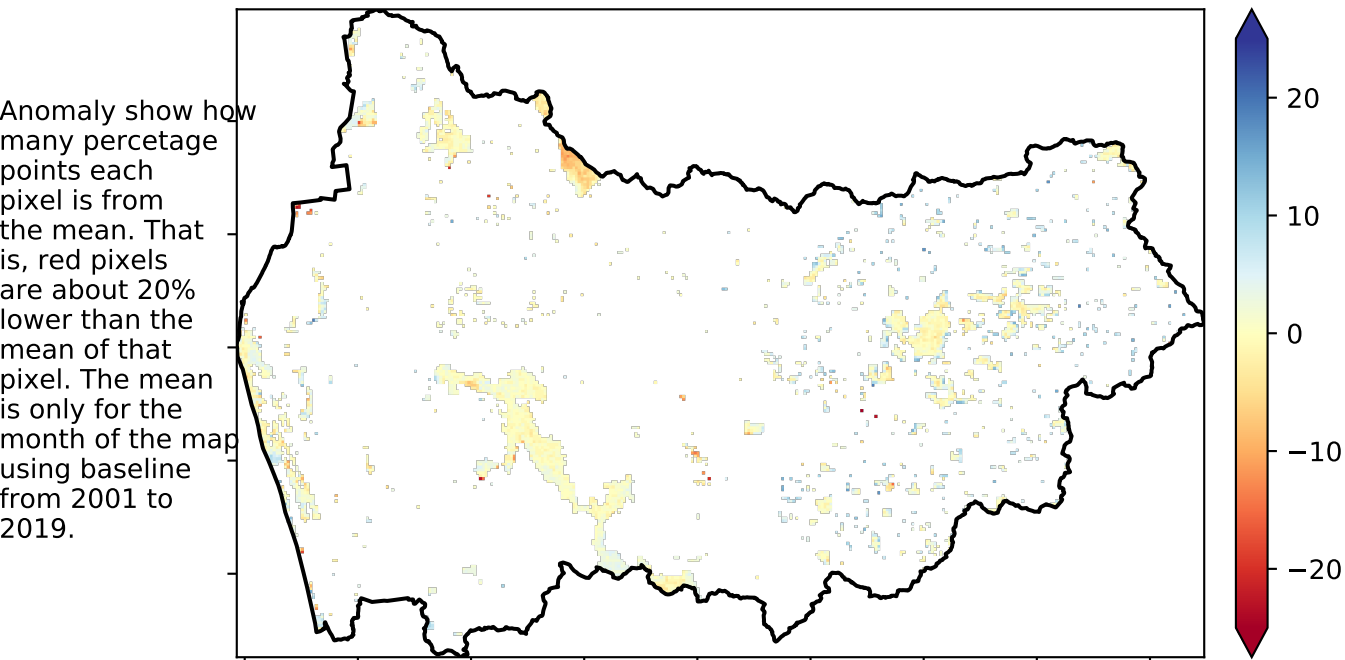 Anomaly show how
many percetage
points each
pixel is from
the mean. That
is, red pixels
are about 20%
lower than the
mean of that
pixel. The mean
is only for the
month of the map
using baseline
from 2001 to
2019.
20
10
0
−10
−20